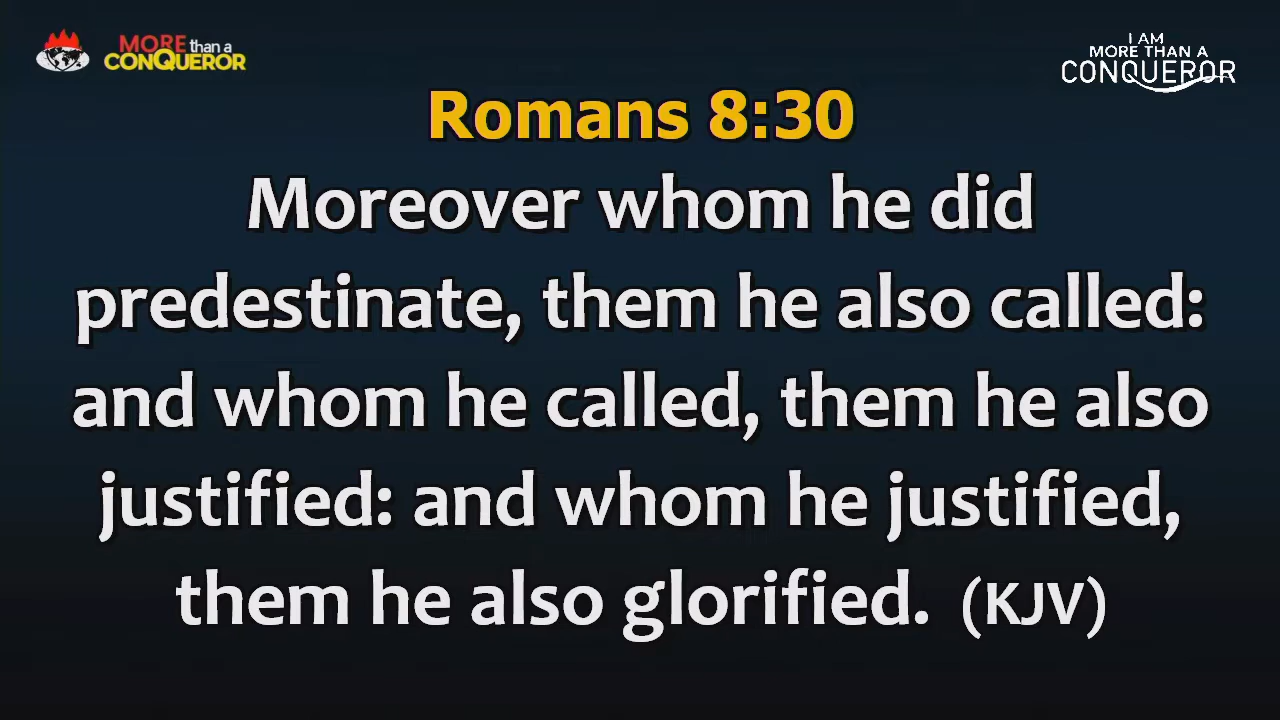 MORE than a
CONQUEROR
I AM
MORE THAN A
CONQUEROR
Romans 8:30
Moreover whom he did
predestinate, them he also called:
and whom he called, them he also
justified: and whom he justified,
them he also glorified. (KJV)